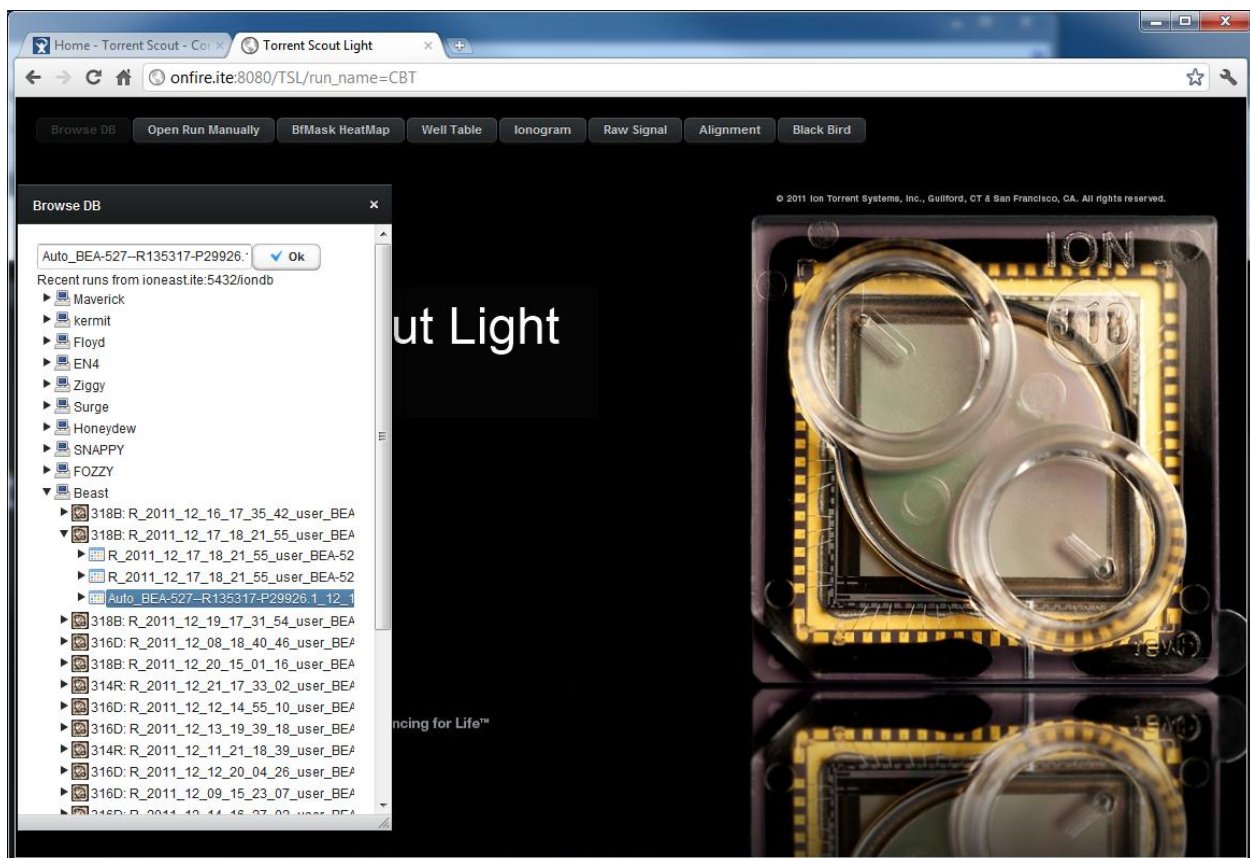 Home - Torrent Scout - Co
Torrent Scout Light
onfire.ite:8080/TSL/run_name=CBT
Browse DB
Open Run Manually
BfMask HeatMap
Well Table
Ionogram
Raw Signal
Alignment
Black Bird
Browse DB
© 2011 Ion Torrent Systems, Inc., Guilford, CT & San Francisco, CA. All rights reserved.
Auto_BEA-527--R135317-P29926.
Ok
Recent runs from ioneast.ite:5432/iondb
Maverick
kermit
Floyd
EN4
Ziggy
Surge
Honeydew
SNAPPY
FOZZY
Beast
318B: R_2011_12_16_17_35_42_user_BEA
318B: R_2011_12_17_18_21_55_user_BEA
R_2011_12_17_18_21_55_user_BEA-52
R_2011_12_17_18_21_55_user_BEA-52
Auto_BEA-527--R135317-P29926.1_12_1
318B: R_2011_12_19_17_31_54_user_BEA
316D: R_2011_12_08_18_40_46_user_BEA
318B: R_2011_12_20_15_01_16_user_BEA
314R: R_2011_12_21_17_33_02_user_BEA
316D: R_2011_12_12_14_55_10_user_BEA
316D: R_2011_12_13_19_39_18_user_BEA
314R: R_2011_12_11_21_18_39_user_BEA
316D: R_2011_12_12_20_04_26_user_BEA
316D: R_2011_12_09_15_23_07_user_BEA
ut Light
ncing for Life™
ION
318